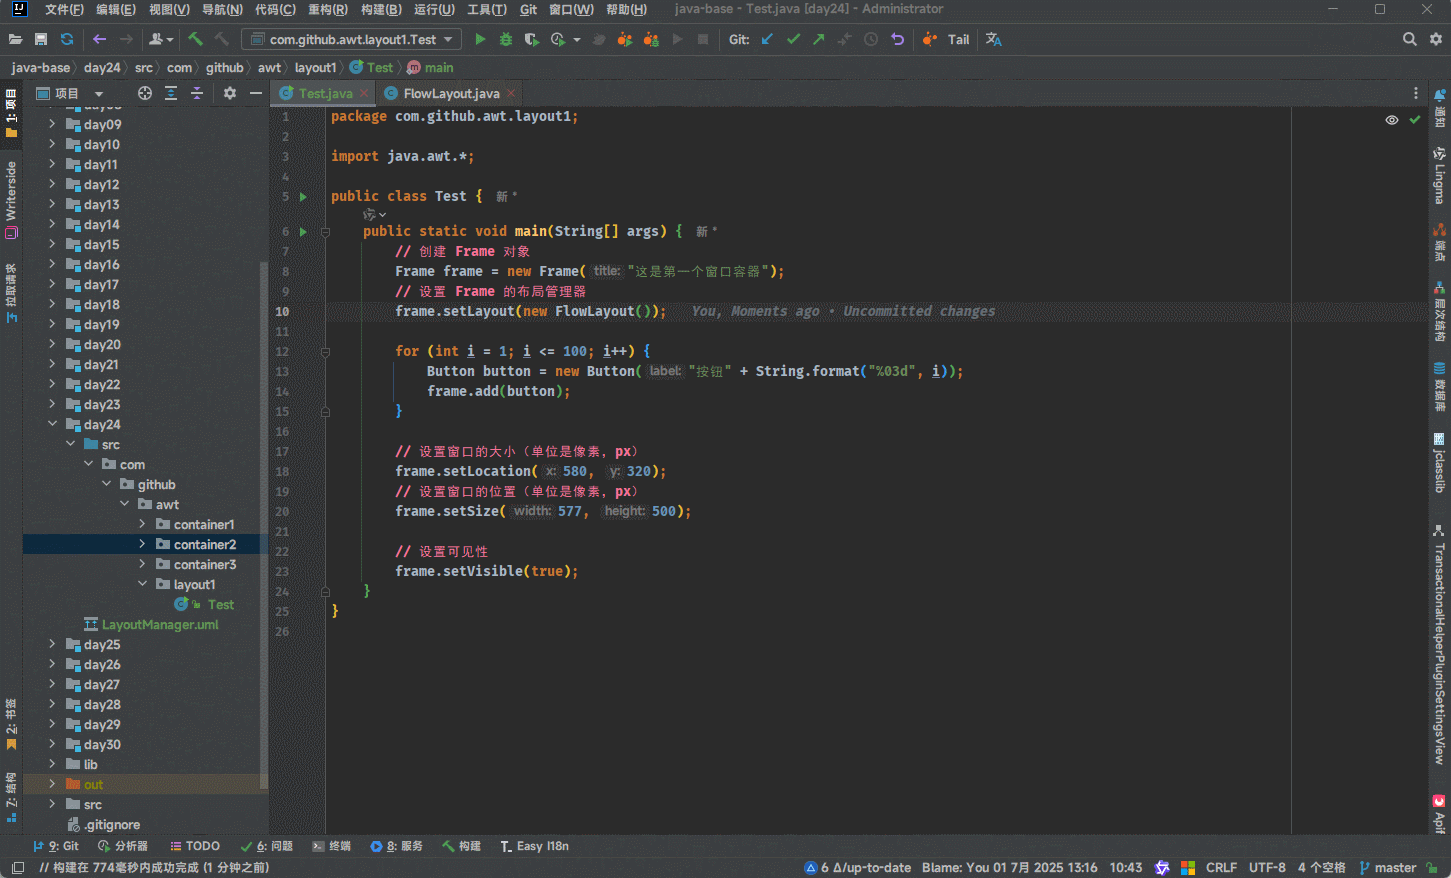 文件(F) 编辑(E) 视图(V) 导航(N) 代码(C) 重构(R) 构建(B) 运行(U) 工具(T) Git 窗口(W) 帮助(H) java-base - Test.java [day24] - Administrator
com.github.awt.layout1.Test Git: Tail
java-base day24 src com github awt layout1 Test main
项目 Test.java FlowLayout.java
day09
day10
day11
day12
day13
day14
day15
day16
day17
day18
day19
day20
day21
day22
day23
day24
src
com
github
awt
container1
container2
container3
layout1
Test
LayoutManager.uml
day25
day26
day27
day28
day29
day30
lib
out
src
.gitignore
1: 项目
Writerside
拉取请求
2: 书签
7: 结构
1 package com.github.awt.layout1;
2
3 import java.awt.*;
4
5 public class Test { 新 *
6 public static void main(String[] args) { 新 *
7 // 创建 Frame 对象
8 Frame frame = new Frame( title: "这是第一个窗口容器");
9 // 设置 Frame 的布局管理器
10 frame.setLayout(new FlowLayout()); You, Moments ago • Uncommitted changes
11
12 for (int i = 1; i <= 100; i++) {
13 Button button = new Button( label: "按钮" + String.format("%03d", i));
14 frame.add(button);
15 }
16
17 // 设置窗口的大小（单位是像素，px）
18 frame.setLocation( x: 580, y: 320);
19 // 设置窗口的位置（单位是像素，px）
20 frame.setSize( width: 577, height: 500);
21
22 // 设置可见性
23 frame.setVisible(true);
24 }
25 }
26
通知
Lingma
端点
层次结构
数据库
jclasslib
TransactionalHelperPluginSettingsView
Apif
9: Git 分析器 TODO 6: 问题 终端 8: 服务 构建 Easy I18n
// 构建在 774毫秒内成功完成 (1 分钟之前) 6 Δ/up-to-date Blame: You 01 7月 2025 13:16 10:43 CRLF UTF-8 4 个空格 master